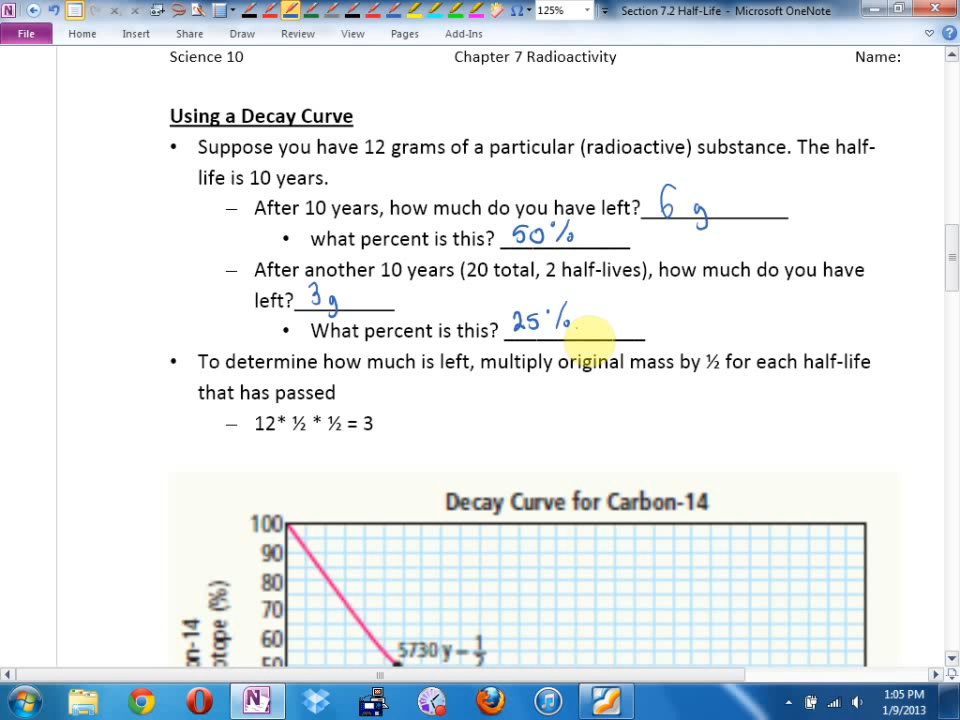 Section 7.2 Half-Life - Microsoft OneNote
125%
File Home Insert Share Draw Review View Pages Add-Ins
Science 10 Chapter 7 Radioactivity Name:
Using a Decay Curve
• Suppose you have 12 grams of a particular (radioactive) substance. The half-
life is 10 years.
– After 10 years, how much do you have left? 6 g
• what percent is this? 50%
– After another 10 years (20 total, 2 half-lives), how much do you have
left? 3g
• What percent is this? 25%
• To determine how much is left, multiply original mass by ½ for each half-life
that has passed
– 12* ½ * ½ = 3
Decay Curve for Carbon-14
100
90
80
70
60
50
5730 y – 1/2
1:05 PM
1/9/2013